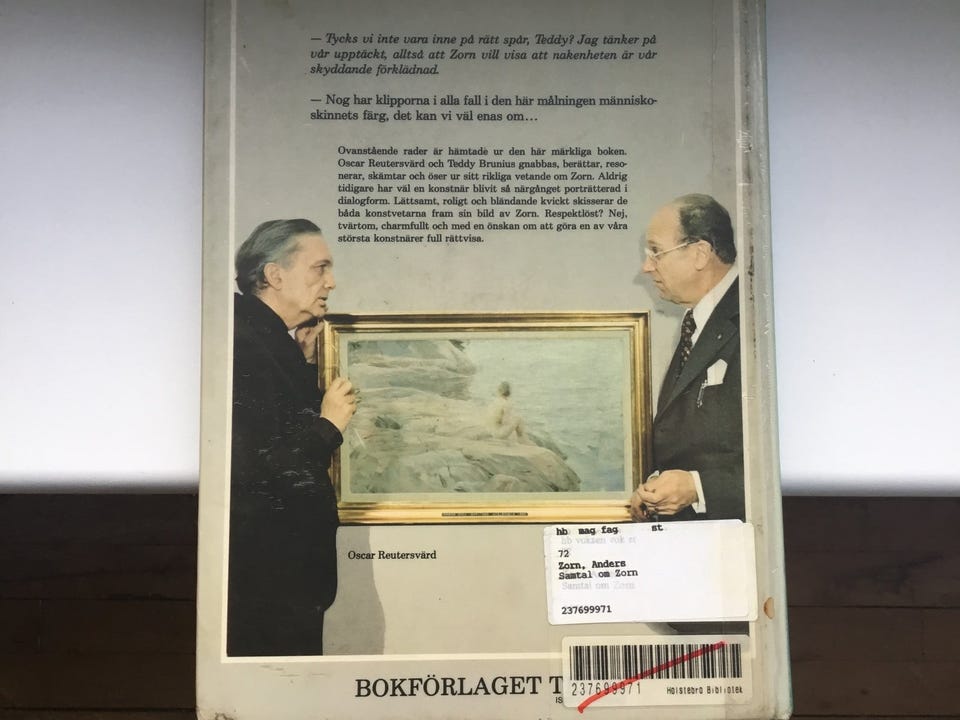 — Tycks vi inte vara inne på rätt spår, Teddy? Jag tänker på
vår upptäckt, alltså att Zorn vill visa att nakenheten är vår
skyddande förklädnad.
— Nog har klipporna i alla fall i den här målningen människo-
skinnets färg, det kan vi väl enas om...
Ovanstående rader är hämtade ur den här märkliga boken.
Oscar Reutersvärd och Teddy Brunius gnabbas, berättar, reso-
nerar, skämtar och öser ur sitt rikliga vetande om Zorn. Aldrig
tidigare har väl en konstnär blivit så närgånget porträtterad i
dialogform. Lättsamt, roligt och bländande kvickt skisserar de
båda konstvetarna fram sin bild av Zorn. Respektlöst? Nej,
tvärtom, charmfullt och med en önskan om att göra en av våra
största konstnärer full rättvisa.
Oscar Reutersvärd
hb mag fag st
72
Zorn, Anders
Samtal om Zorn
Samtal om Zorn
237699971
BOKFÖRLAGET T
IS
237699971 Holstebro Bibliotek